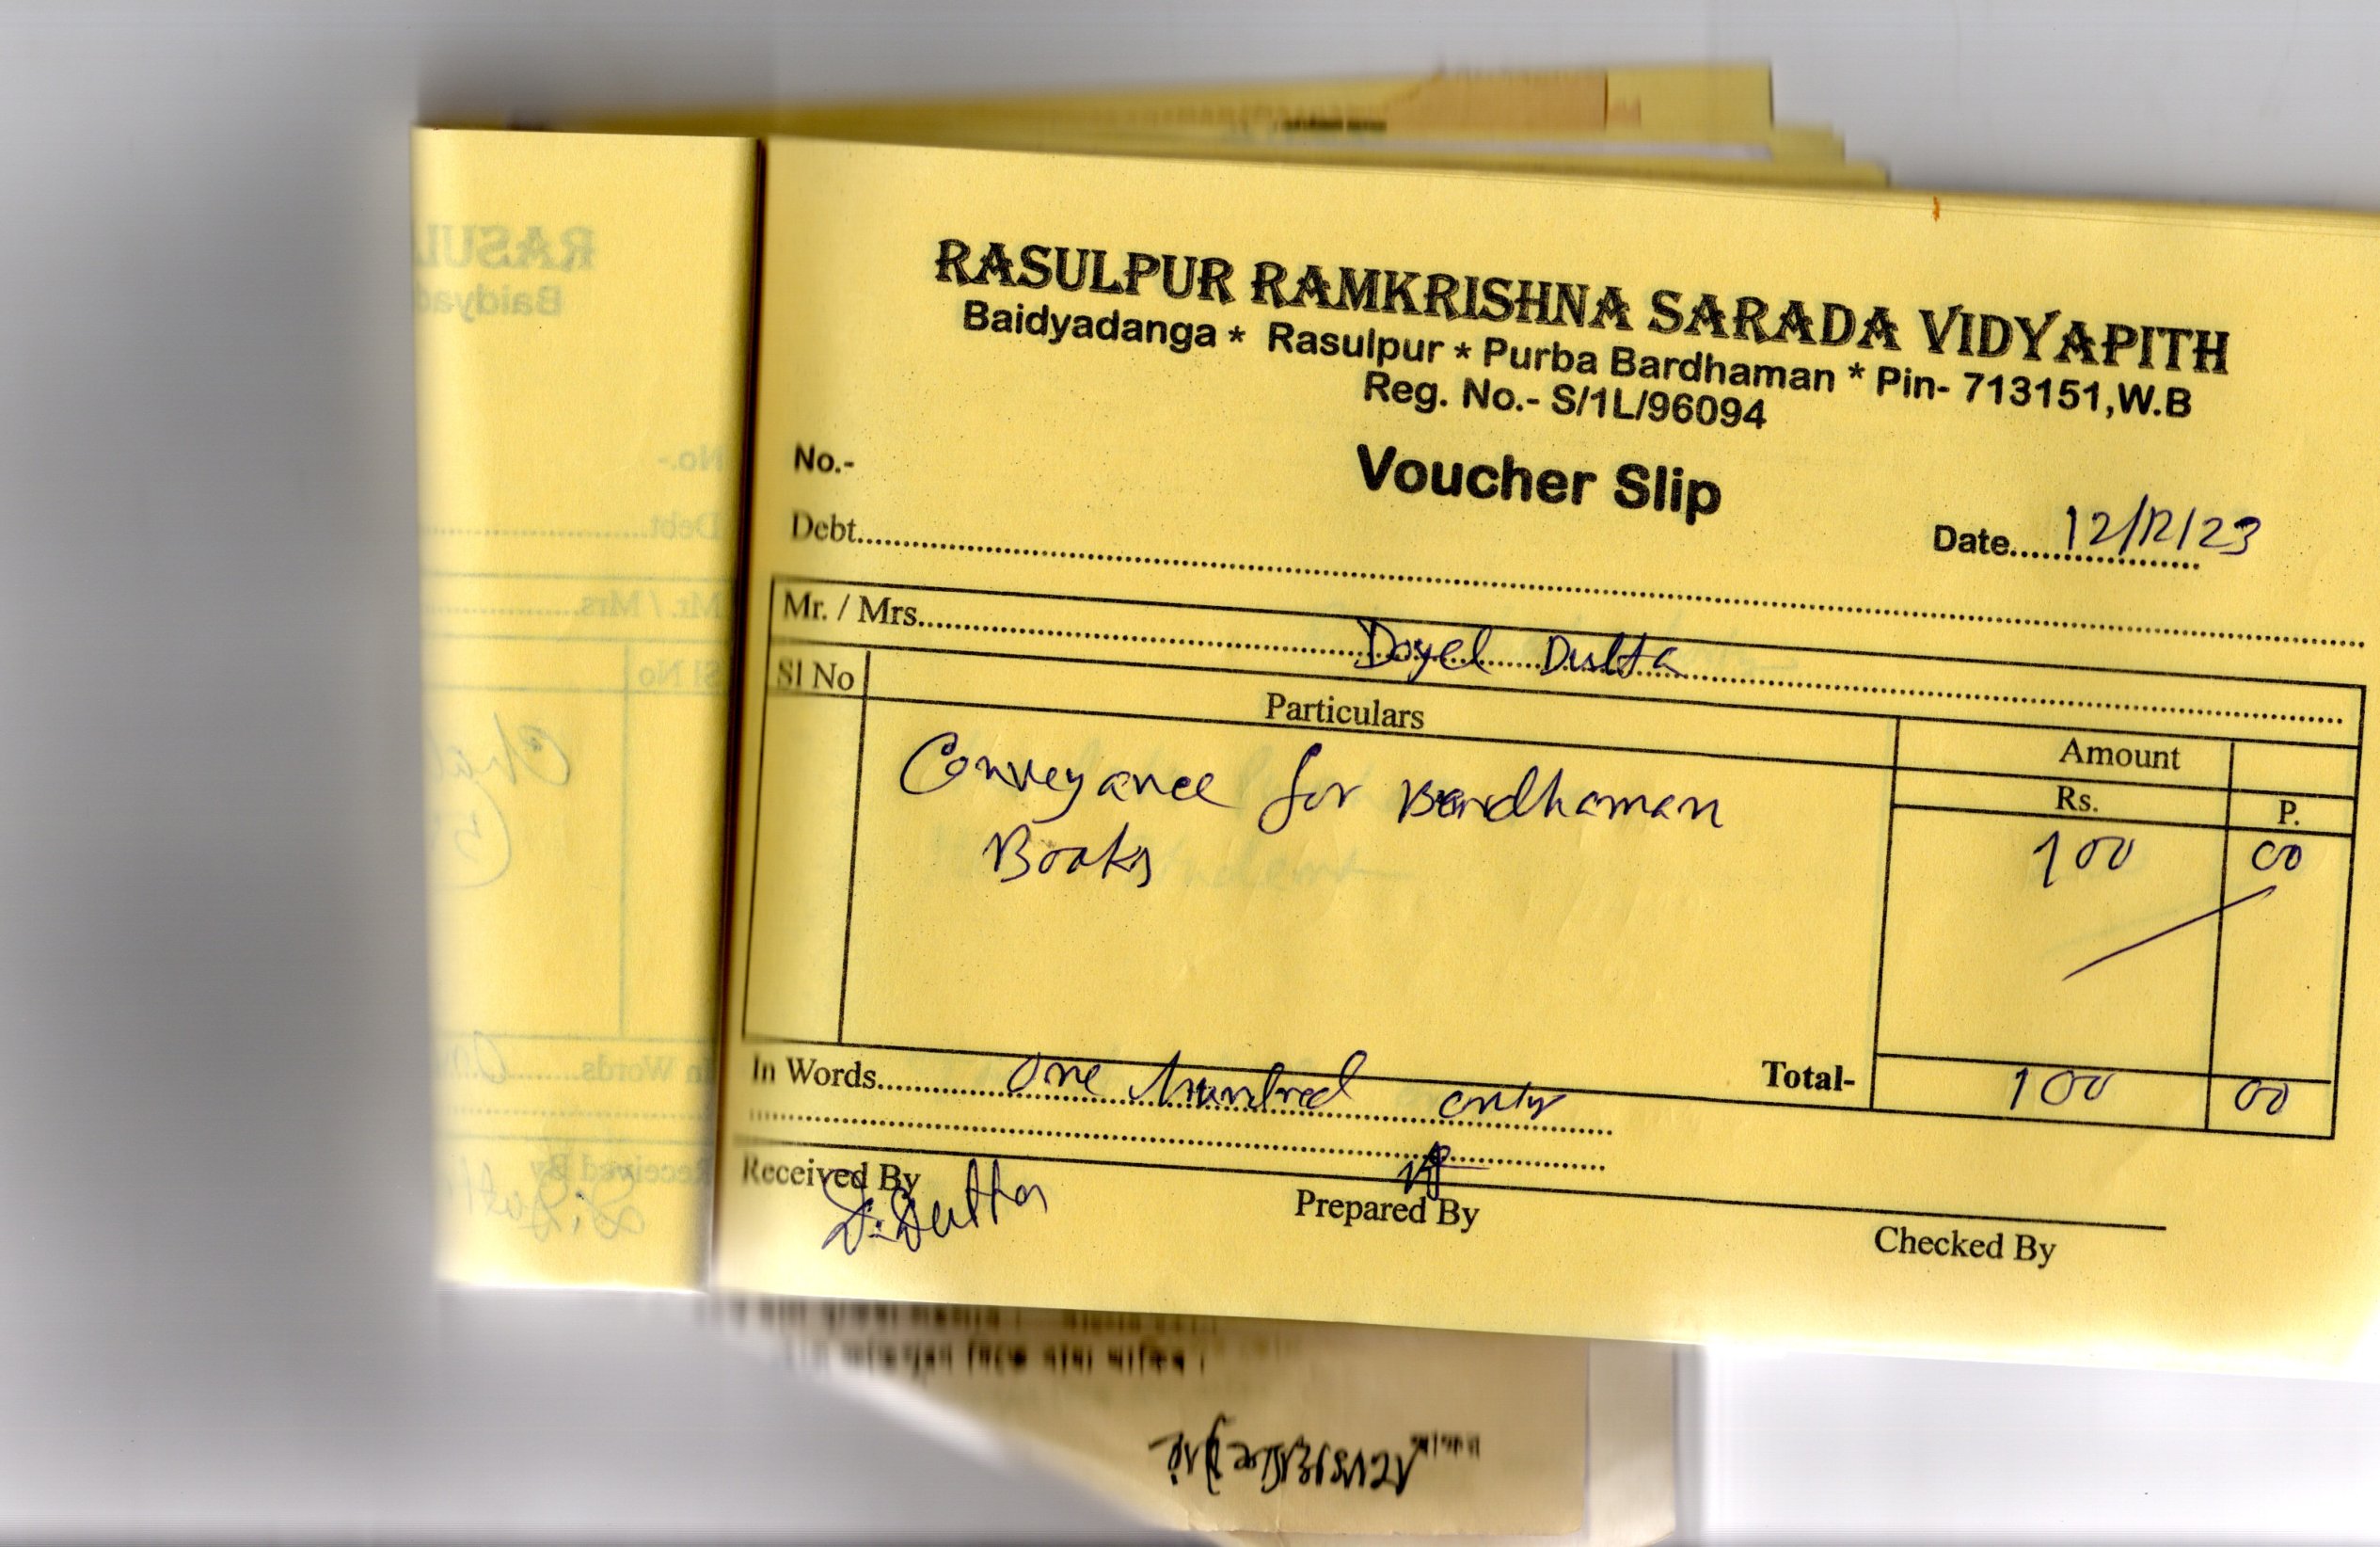 RASULPUR RAMKRISHNA SARADA VIDYAPITH
Baidyadanga * Rasulpur * Purba Bardhaman * Pin- 713151,W.B
Reg. No.- S/1L/96094
No.-
Voucher Slip
Date...... 12/12/23
Debt..........
Mr. / Mrs.......... Doyel Dutta
Sl No
Particulars
Amount
Rs. P.
Conveyance for Bardhaman 100 00
Books
Total- 100 00
In Words.......... One hundred only
Received By
D. Dutta
Prepared By
Checked By
RASUL
Baidyad
No.-
Debt..........
Mr. / Mrs..........
Sl No
In Words..........
Received By